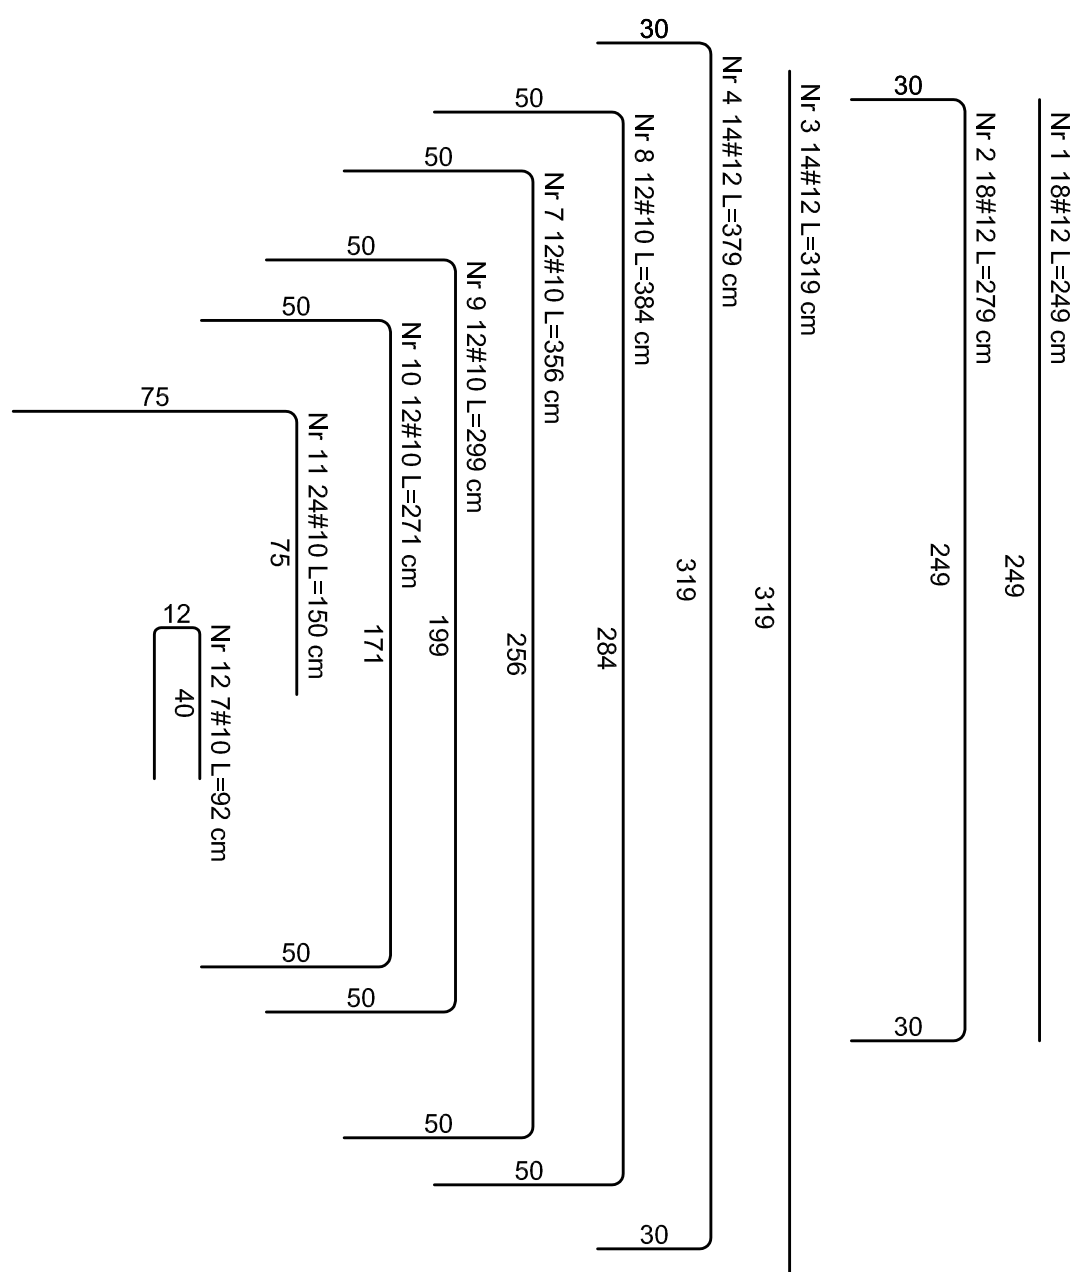 Nr 1 18#12 L=249 cm
249
Nr 2 18#12 L=279 cm
30
249
30
Nr 3 14#12 L=319 cm
319
Nr 4 14#12 L=379 cm
30
319
30
Nr 8 12#10 L=384 cm
50
284
50
Nr 7 12#10 L=356 cm
50
256
50
Nr 9 12#10 L=299 cm
50
199
50
Nr 10 12#10 L=271 cm
50
171
50
Nr 11 24#10 L=150 cm
75
75
Nr 12 7#10 L=92 cm
12
40